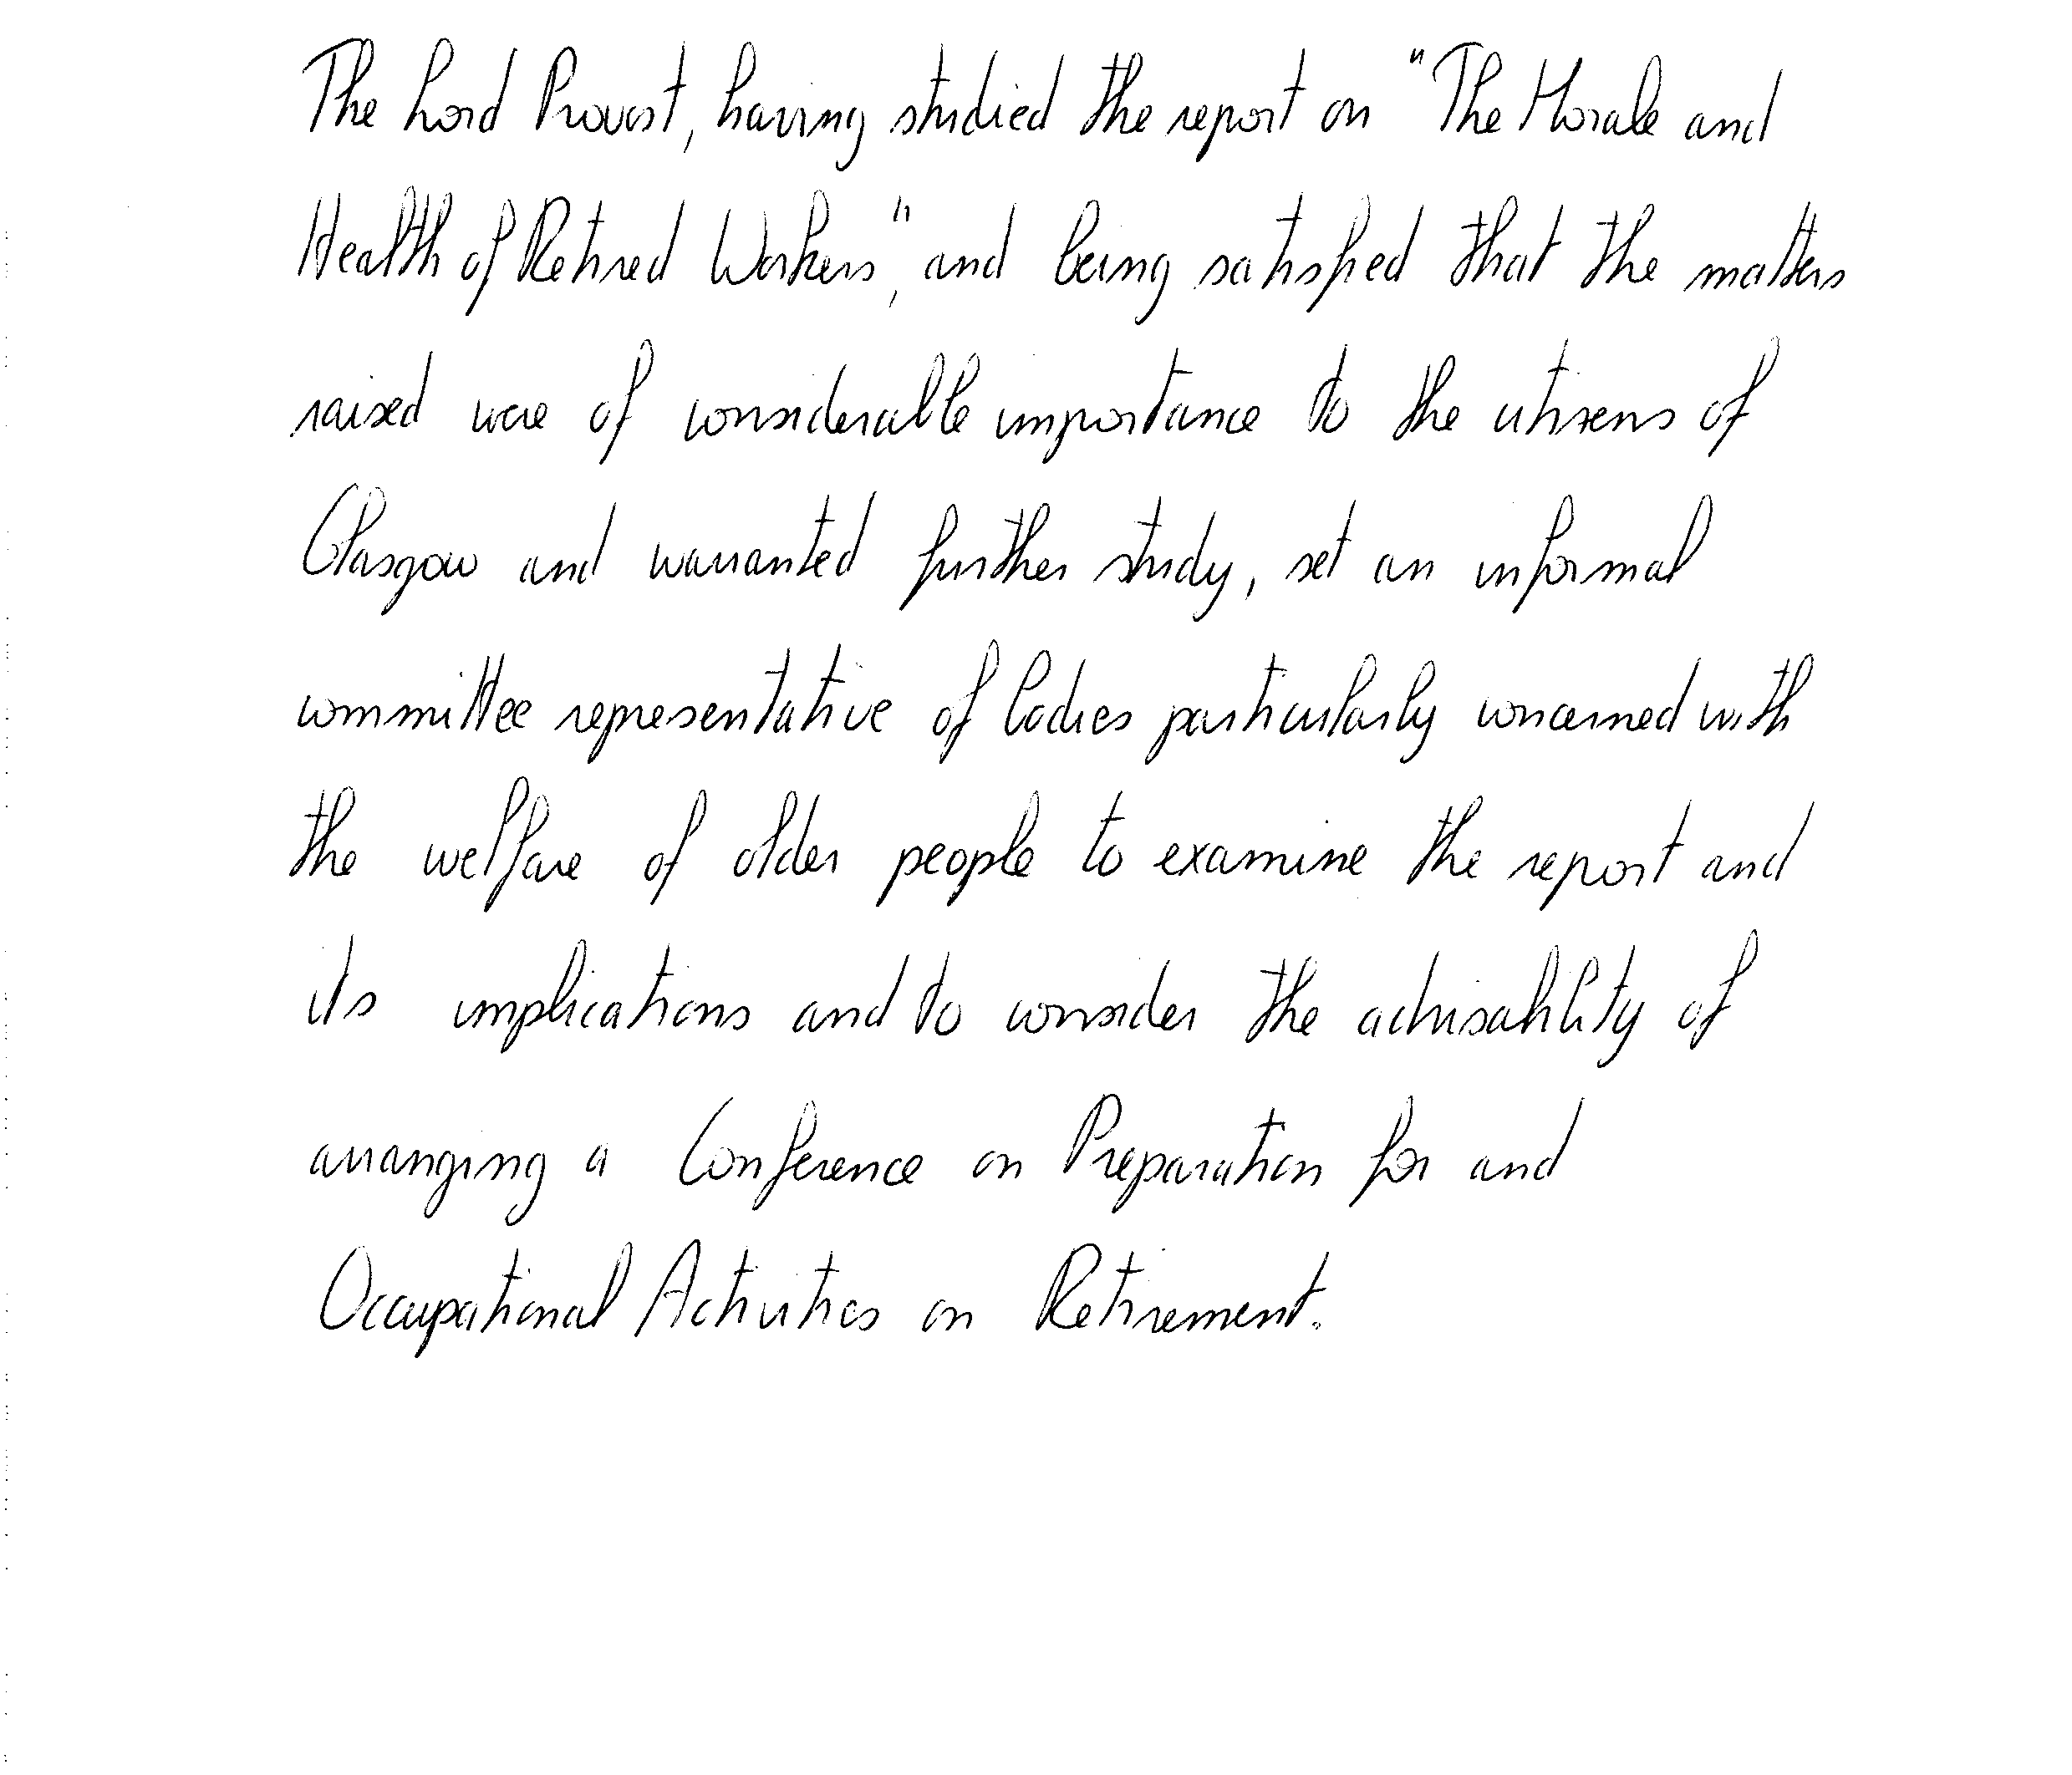 The Lord Provost, having studied the report on "The Morale and
Health of Retired Workers", and being satisfied that the matters
raised were of considerable importance to the citizens of
Glasgow and warranted further study, set an informal
committee representative of bodies particularly concerned with
the welfare of older people to examine the report and
its implications and to consider the advisability of
arranging a Conference on Preparation for and
Occupational Activities on Retirement.